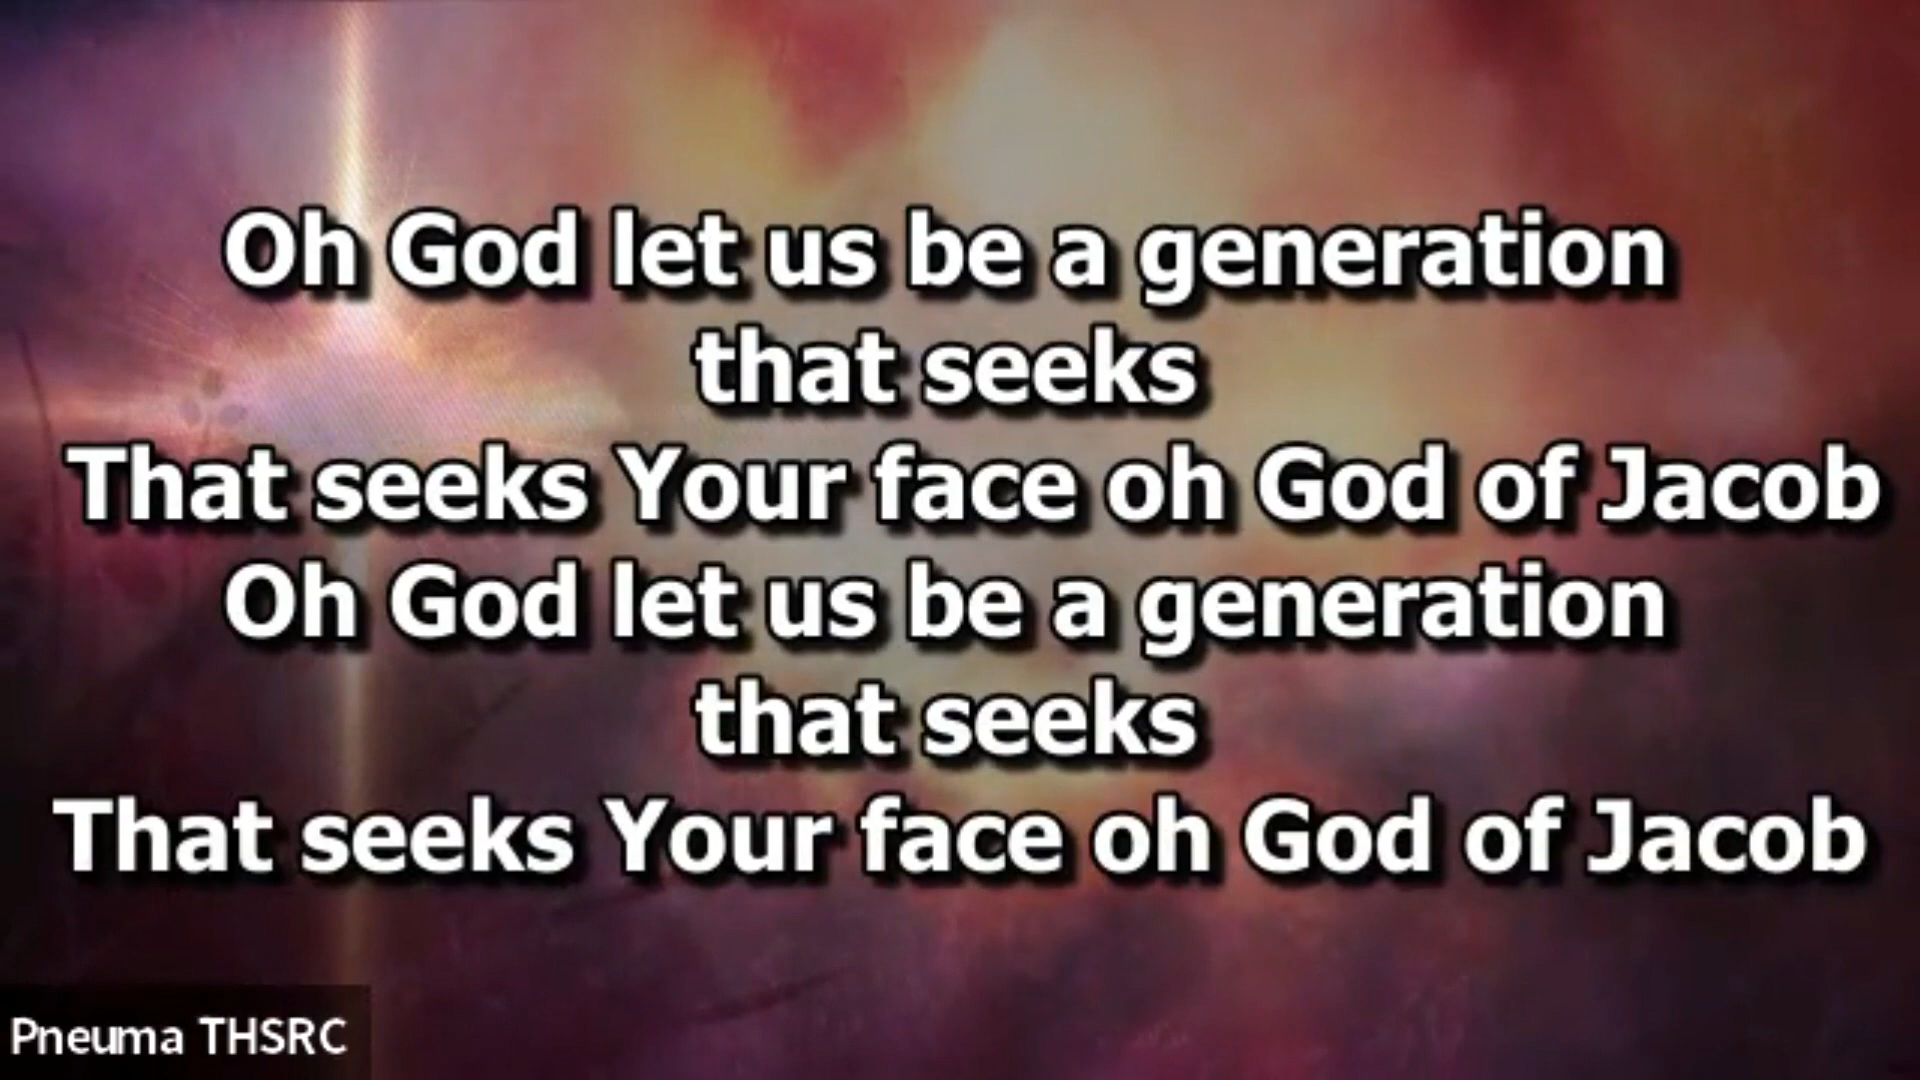 Oh God let us be a generation
that seeks
That seeks Your face oh God of Jacob
Oh God let us be a generation
that seeks
That seeks Your face oh God of Jacob
Pneuma THSRC